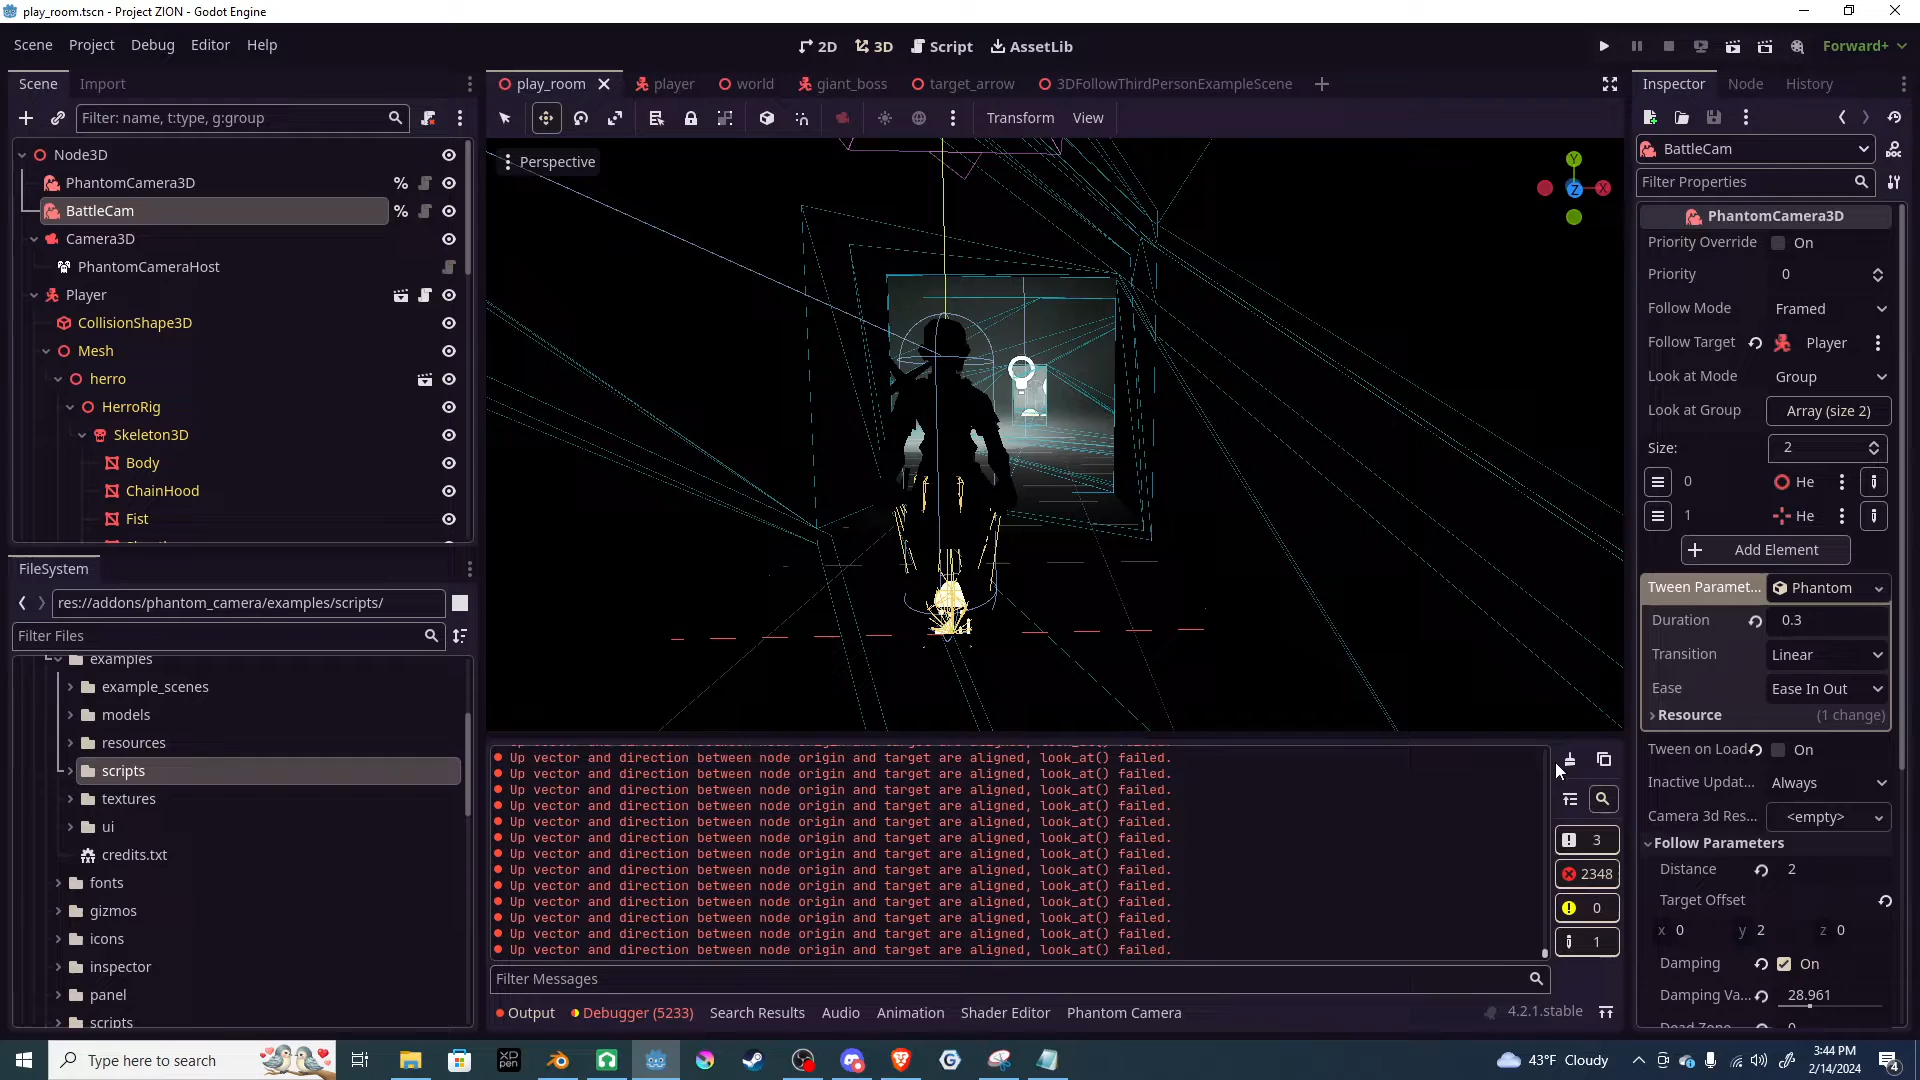 play_room.tscn - Project ZION - Godot Engine
Scene Project Debug Editor Help
2D 3D Script AssetLib
Forward+
Scene Import
Filter: name, t:type, g:group
Node3D
PhantomCamera3D
BattleCam
Camera3D
PhantomCameraHost
Player
CollisionShape3D
Mesh
herro
HerroRig
Skeleton3D
Body
ChainHood
Fist
FileSystem
res://addons/phantom_camera/examples/scripts/
Filter Files
examples
example_scenes
models
resources
scripts
textures
ui
credits.txt
fonts
gizmos
icons
inspector
panel
scripts
play_room player world giant_boss target_arrow 3DFollowThirdPersonExampleScene
Transform View
Perspective
Y
Z X
Up vector and direction between node origin and target are aligned, look_at() failed.
Up vector and direction between node origin and target are aligned, look_at() failed.
Up vector and direction between node origin and target are aligned, look_at() failed.
Up vector and direction between node origin and target are aligned, look_at() failed.
Up vector and direction between node origin and target are aligned, look_at() failed.
Up vector and direction between node origin and target are aligned, look_at() failed.
Up vector and direction between node origin and target are aligned, look_at() failed.
Up vector and direction between node origin and target are aligned, look_at() failed.
Up vector and direction between node origin and target are aligned, look_at() failed.
Up vector and direction between node origin and target are aligned, look_at() failed.
Up vector and direction between node origin and target are aligned, look_at() failed.
Up vector and direction between node origin and target are aligned, look_at() failed.
Up vector and direction between node origin and target are aligned, look_at() failed.
3
2348
0
1
Filter Messages
Output Debugger (5233) Search Results Audio Animation Shader Editor Phantom Camera 4.2.1.stable
Inspector Node History
BattleCam
Filter Properties
PhantomCamera3D
Priority Override On
Priority 0
Follow Mode Framed
Follow Target Player
Look at Mode Group
Look at Group Array (size 2)
Size: 2
0 He
1 He
Add Element
Tween Paramet... Phantom
Duration 0.3
Transition Linear
Ease Ease In Out
Resource (1 change)
Tween on Load On
Inactive Updat... Always
Camera 3d Res... <empty>
Follow Parameters
Distance 2
Target Offset
x 0 y 2 z 0
Damping On
Damping Va... 28.961
Dead Zone 0
Type here to search
XP
PEN
43°F Cloudy
3:44 PM
2/14/2024
4